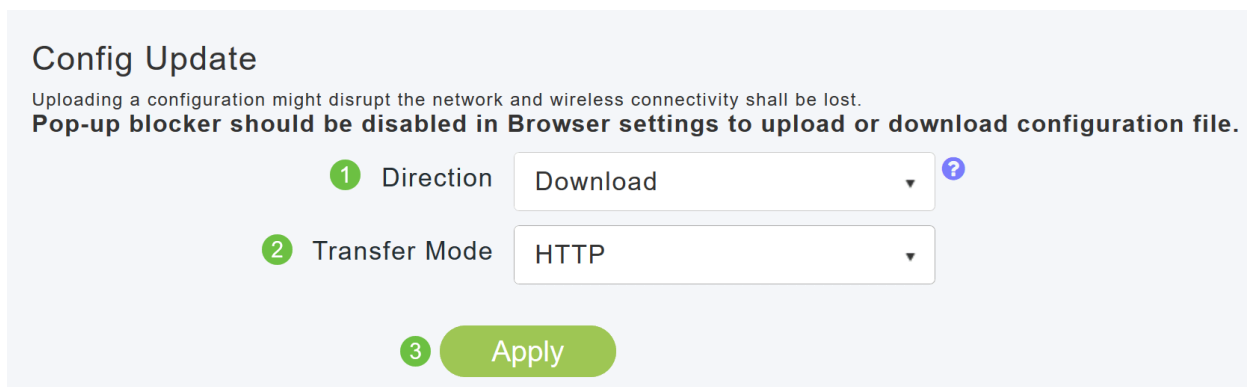 Config Update
Uploading a configuration might disrupt the network and wireless connectivity shall be lost.
Pop-up blocker should be disabled in Browser settings to upload or download configuration file.
1 Direction Download ?
2 Transfer Mode HTTP
3 Apply